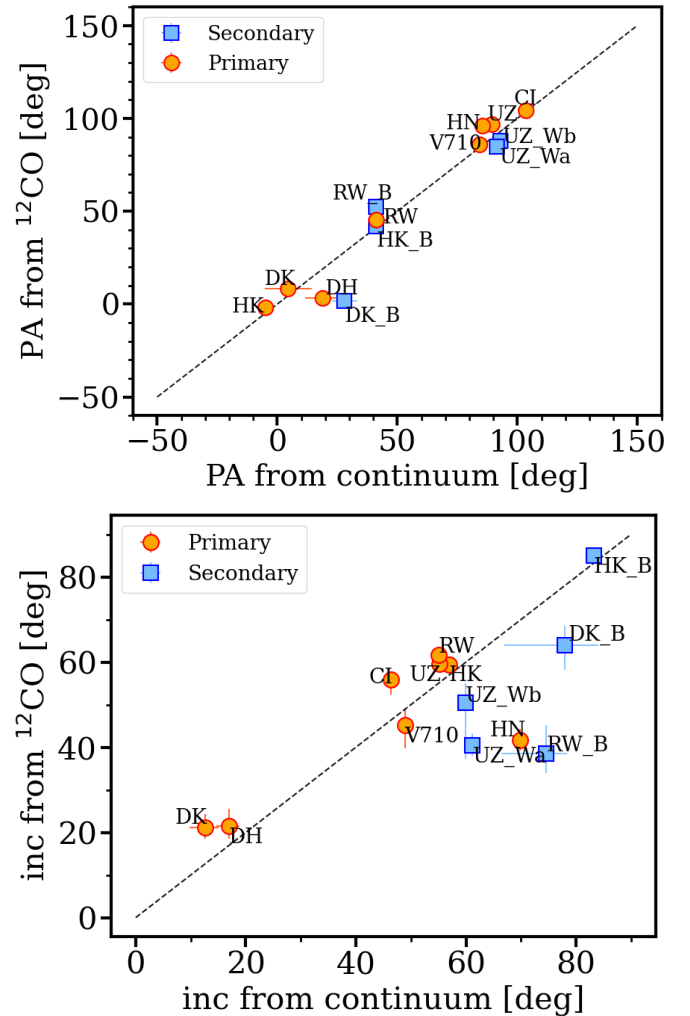 150
100
50
0
−50
PA from ¹²CO [deg]
Secondary
Primary
CI
UZ
HN
V710
UZ_Wb
UZ_Wa
RW_B
RW
HK_B
DK
DH
HK
DK_B
−50 0 50 100 150
PA from continuum [deg]
80
60
40
20
0
inc from ¹²CO [deg]
Primary
Secondary
HK_B
DK_B
RW
CI
UZ
HK
UZ_Wb
V710
HN
UZ_Wa
RW_B
DK
DH
0 20 40 60 80
inc from continuum [deg]